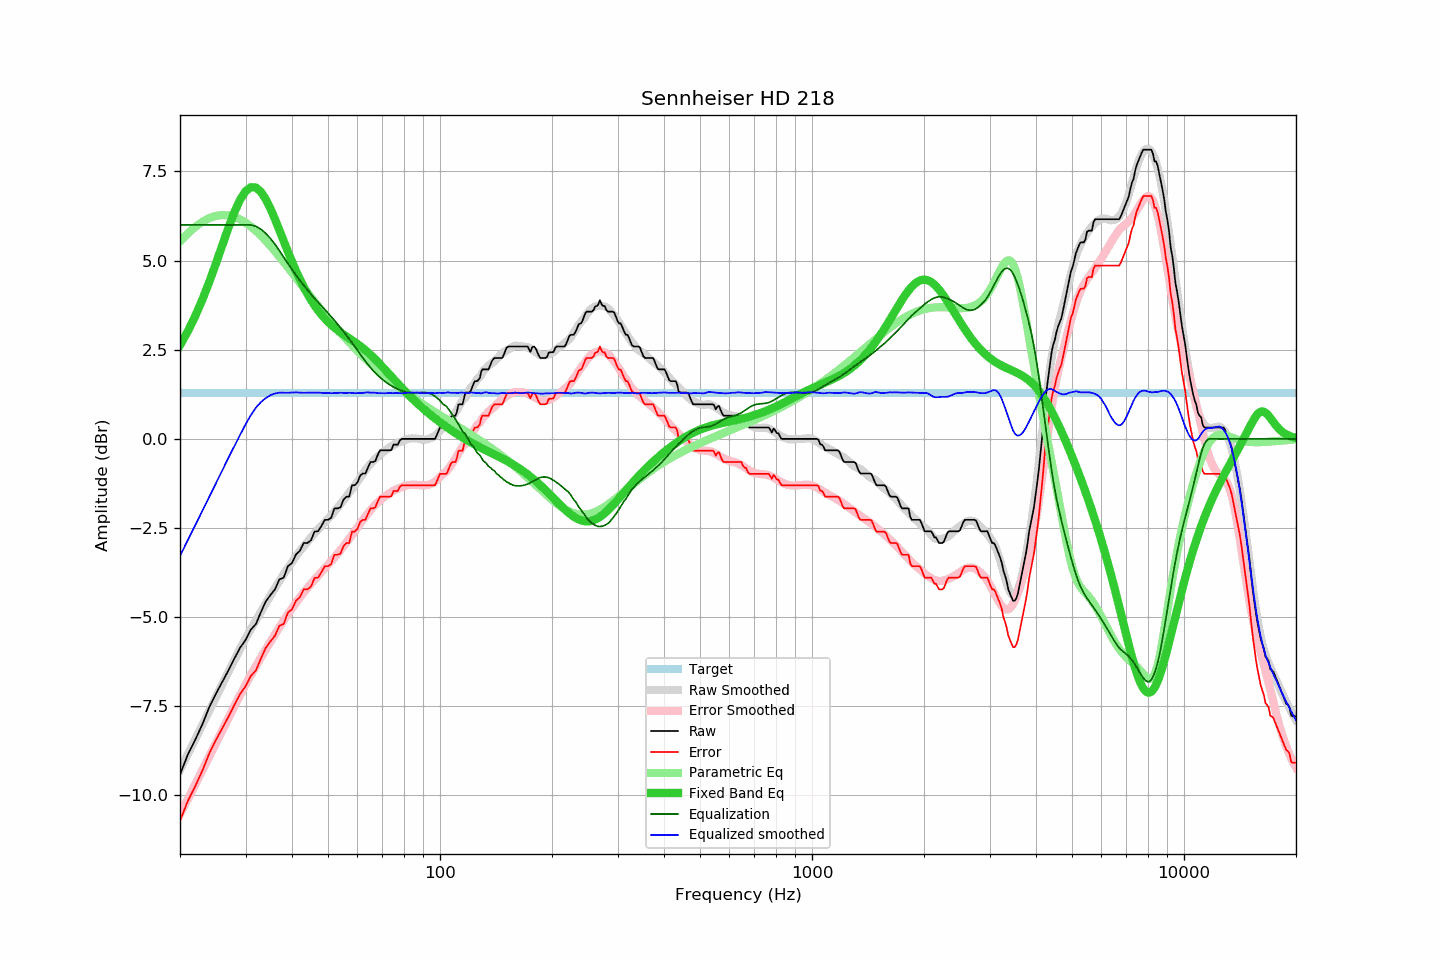 Sennheiser HD 218
Amplitude (dBr)
7.5
5.0
2.5
0.0
−2.5
−5.0
−7.5
−10.0
Target
Raw Smoothed
Error Smoothed
Raw
Error
Parametric Eq
Fixed Band Eq
Equalization
Equalized smoothed
100
1000
10000
Frequency (Hz)